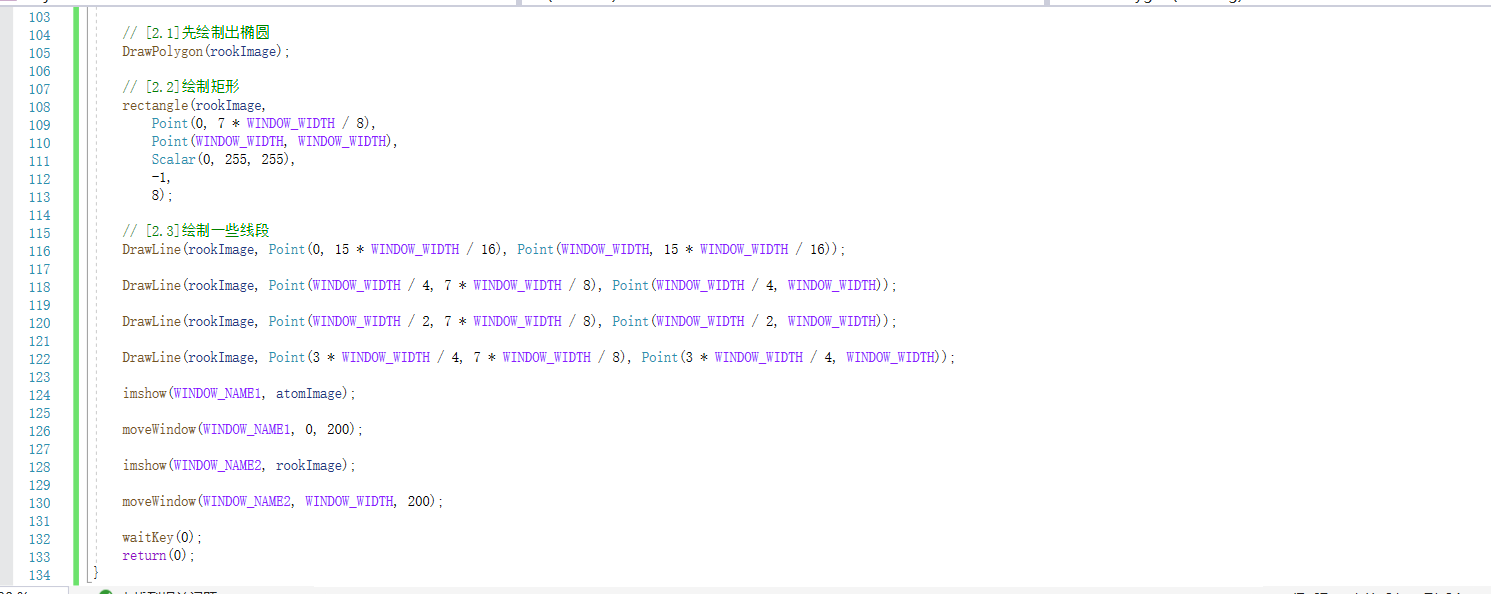 103
104 // [2.1]先绘制出椭圆
105 DrawPolygon(rookImage);
106
107 // [2.2]绘制矩形
108 rectangle(rookImage,
109 Point(0, 7 * WINDOW_WIDTH / 8),
110 Point(WINDOW_WIDTH, WINDOW_WIDTH),
111 Scalar(0, 255, 255),
112 -1,
113 8);
114
115 // [2.3]绘制一些线段
116 DrawLine(rookImage, Point(0, 15 * WINDOW_WIDTH / 16), Point(WINDOW_WIDTH, 15 * WINDOW_WIDTH / 16));
117
118 DrawLine(rookImage, Point(WINDOW_WIDTH / 4, 7 * WINDOW_WIDTH / 8), Point(WINDOW_WIDTH / 4, WINDOW_WIDTH));
119
120 DrawLine(rookImage, Point(WINDOW_WIDTH / 2, 7 * WINDOW_WIDTH / 8), Point(WINDOW_WIDTH / 2, WINDOW_WIDTH));
121
122 DrawLine(rookImage, Point(3 * WINDOW_WIDTH / 4, 7 * WINDOW_WIDTH / 8), Point(3 * WINDOW_WIDTH / 4, WINDOW_WIDTH));
123
124 imshow(WINDOW_NAME1, atomImage);
125
126 moveWindow(WINDOW_NAME1, 0, 200);
127
128 imshow(WINDOW_NAME2, rookImage);
129
130 moveWindow(WINDOW_NAME2, WINDOW_WIDTH, 200);
131
132 waitKey(0);
133 return(0);
134 }